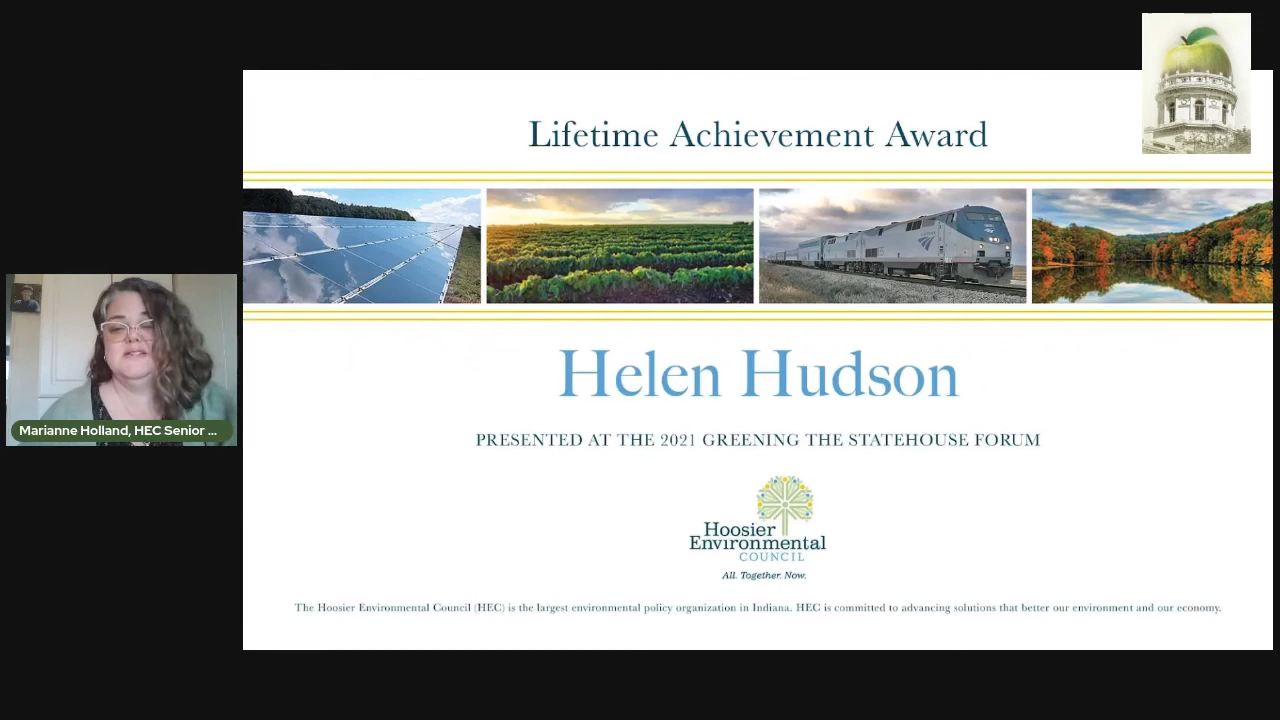 Lifetime Achievement Award
Helen Hudson
PRESENTED AT THE 2021 GREENING THE STATEHOUSE FORUM
Hoosier
Environmental
COUNCIL
All. Together. Now.
The Hoosier Environmental Council (HEC) is the largest environmental policy organization in Indiana. HEC is committed to advancing solutions that better our environment and our economy.
Marianne Holland, HEC Senior ...